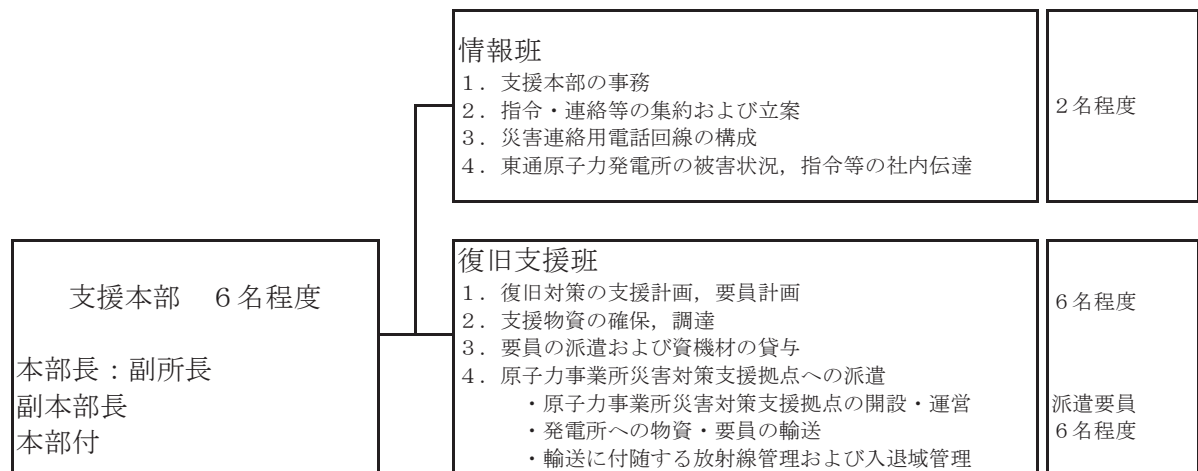 情報班
１．支援本部の事務
２．指令・連絡等の集約および立案
３．災害連絡用電話回線の構成
４．東通原子力発電所の被害状況，指令等の社内伝達
２名程度
支援本部　６名程度
本部長：副所長
副本部長
本部付
復旧支援班
１．復旧対策の支援計画，要員計画
２．支援物資の確保，調達
３．要員の派遣および資機材の貸与
４．原子力事業所災害対策支援拠点への派遣
・原子力事業所災害対策支援拠点の開設・運営
・発電所への物資・要員の輸送
・輸送に付随する放射線管理および入退域管理
６名程度
派遣要員
６名程度